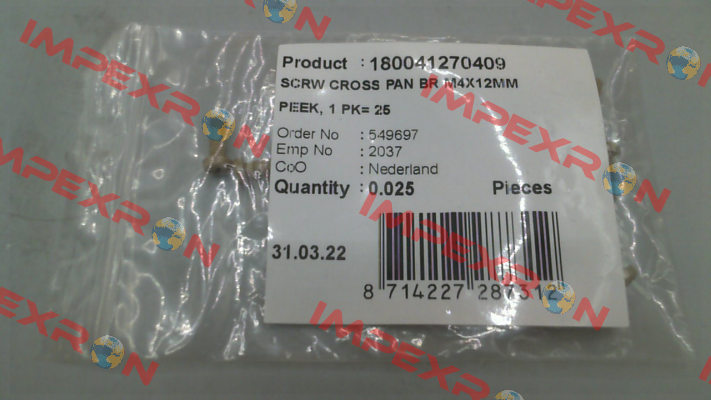 Product : 180041270409
SCRW CROSS PAN BR M4X12MM
PEEK, 1 PK= 25
Order No : 549697
Emp No : 2037
CoO : Nederland
Quantity : 0.025 Pieces
31.03.22
8 714227 287312
IMPEXRON
IMPEXRON
IMPEXRON
IMPEXRON
IMPEXRON
IMPEXRON